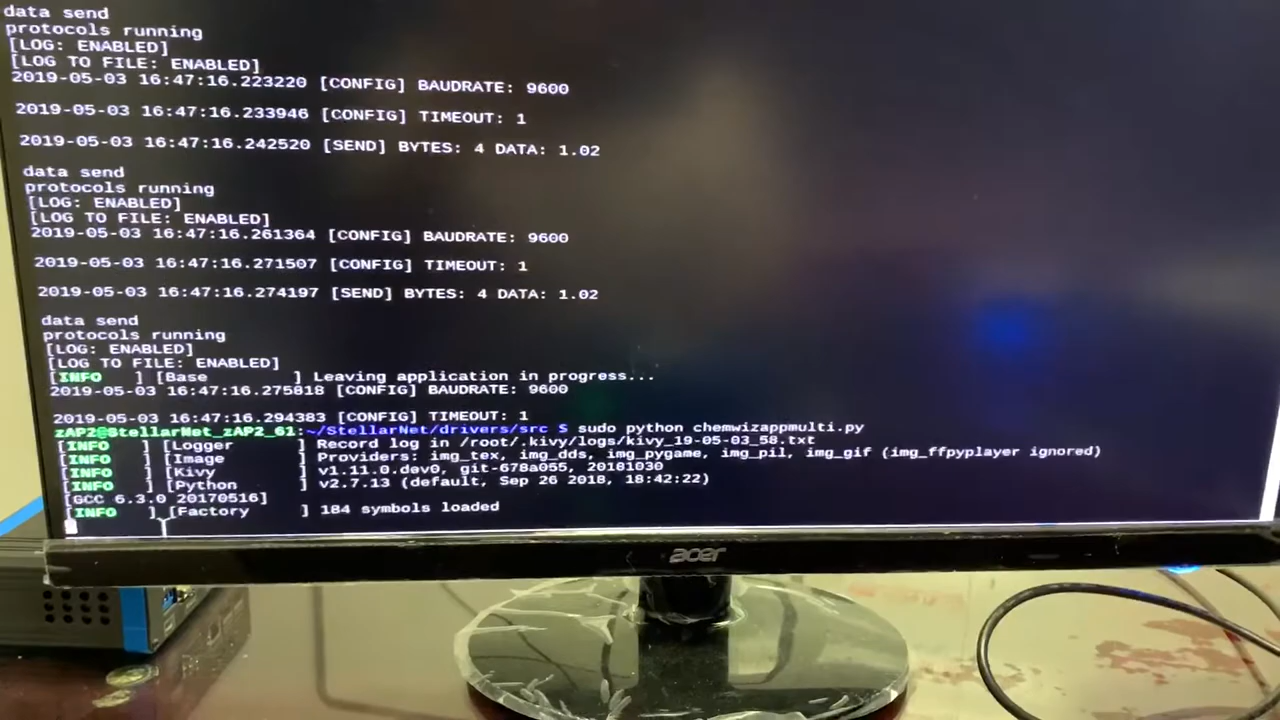 data send
protocols running
[LOG: ENABLED]
[LOG TO FILE: ENABLED]
2019-05-03 16:47:16.223220 [CONFIG] BAUDRATE: 9600
2019-05-03 16:47:16.233946 [CONFIG] TIMEOUT: 1
2019-05-03 16:47:16.242520 [SEND] BYTES: 4 DATA: 1.02
data send
protocols running
[LOG: ENABLED]
[LOG TO FILE: ENABLED]
2019-05-03 16:47:16.261364 [CONFIG] BAUDRATE: 9600
2019-05-03 16:47:16.271507 [CONFIG] TIMEOUT: 1
2019-05-03 16:47:16.274197 [SEND] BYTES: 4 DATA: 1.02
data send
protocols running
[LOG: ENABLED]
[LOG TO FILE: ENABLED]
[INFO   ] [Base        ] Leaving application in progress...
2019-05-03 16:47:16.275818 [CONFIG] BAUDRATE: 9600
2019-05-03 16:47:16.294383 [CONFIG] TIMEOUT: 1
zAP2@StellarNet_zAP2_61:~/StellarNet/drivers/src $ sudo python chemwizappmulti.py
[INFO   ] [Logger      ] Record log in /root/.kivy/logs/kivy_19-05-03_58.txt
[INFO   ] [Image       ] Providers: img_tex, img_dds, img_pygame, img_pil, img_gif (img_ffpyplayer ignored)
[INFO   ] [Kivy        ] v1.11.0.dev0, git-678a055, 20181030
[INFO   ] [Python      ] v2.7.13 (default, Sep 26 2018, 18:42:22)
[GCC 6.3.0 20170516]
[INFO   ] [Factory     ] 184 symbols loaded
acer